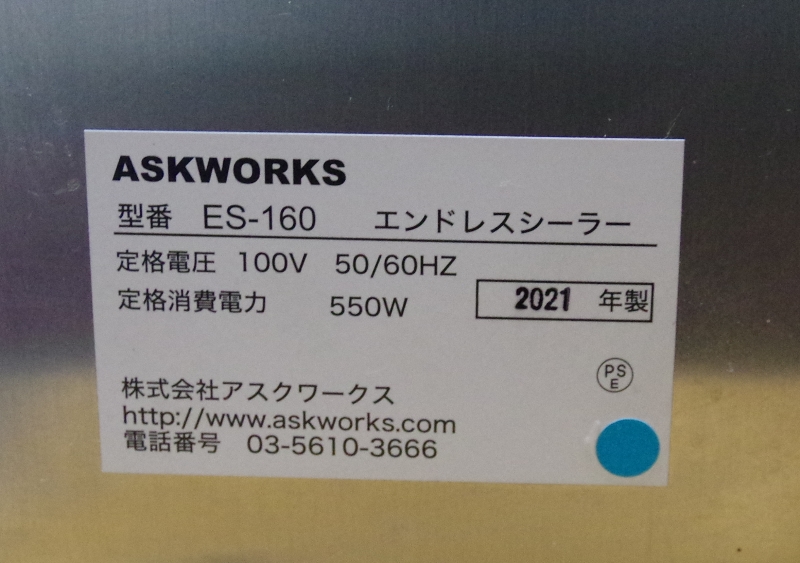 ASKWORKS
型番 ES-160 エンドレスシーラー
定格電圧 100V 50/60HZ
定格消費電力 550W 2021 年製
PS
E
株式会社アスクワークス
http://www.askworks.com
電話番号 03-5610-3666